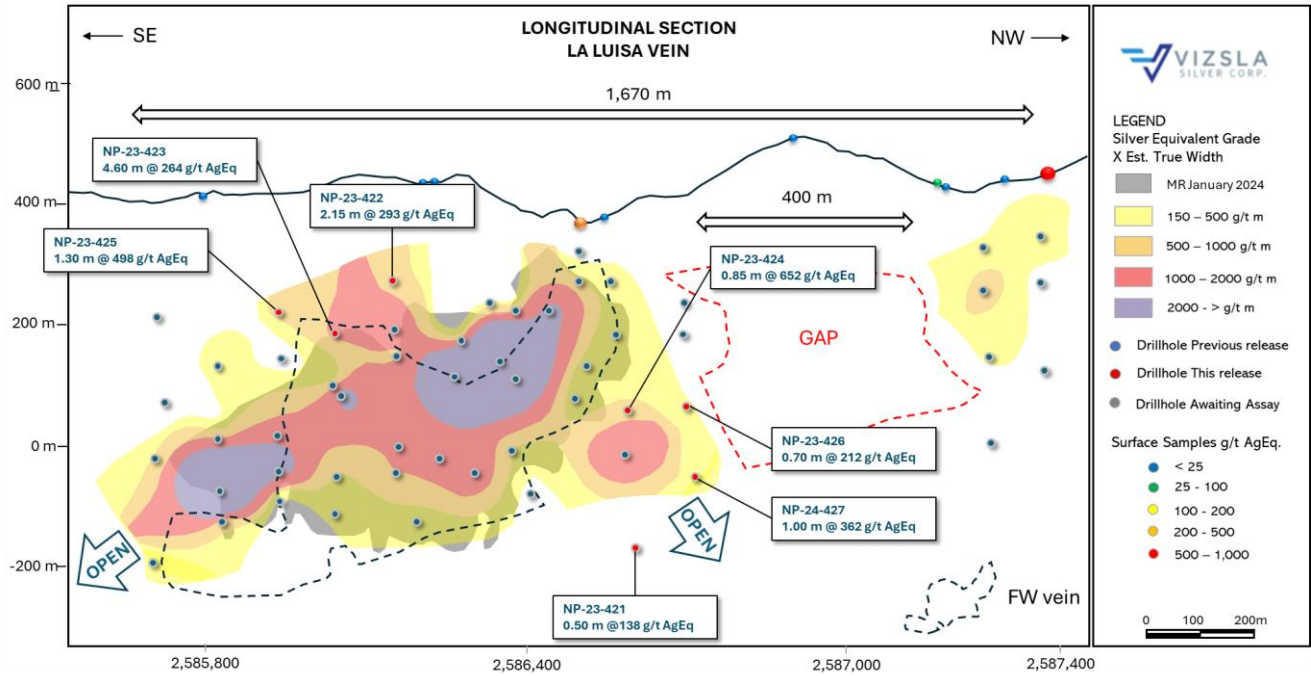 LONGITUDINAL SECTION
LA LUISA VEIN
SE
NW
600 m
400 m
200 m
0 m
-200 m
1,670 m
400 m
NP-23-423
4.60 m @ 264 g/t AgEq
NP-23-422
2.15 m @ 293 g/t AgEq
NP-23-425
1.30 m @ 498 g/t AgEq
NP-23-424
0.85 m @ 652 g/t AgEq
GAP
NP-23-426
0.70 m @ 212 g/t AgEq
NP-24-427
1.00 m @ 362 g/t AgEq
NP-23-421
0.50 m @138 g/t AgEq
OPEN
OPEN
FW vein
2,585,800
2,586,400
2,587,000
2,587,400
VIZSLA
SILVER CORP.
LEGEND
Silver Equivalent Grade
X Est. True Width
MR January 2024
150 – 500 g/t m
500 – 1000 g/t m
1000 – 2000 g/t m
2000 - > g/t m
Drillhole Previous release
Drillhole This release
Drillhole Awaiting Assay
Surface Samples g/t AgEq.
< 25
25 - 100
100 - 200
200 - 500
500 – 1,000
0 100 200m